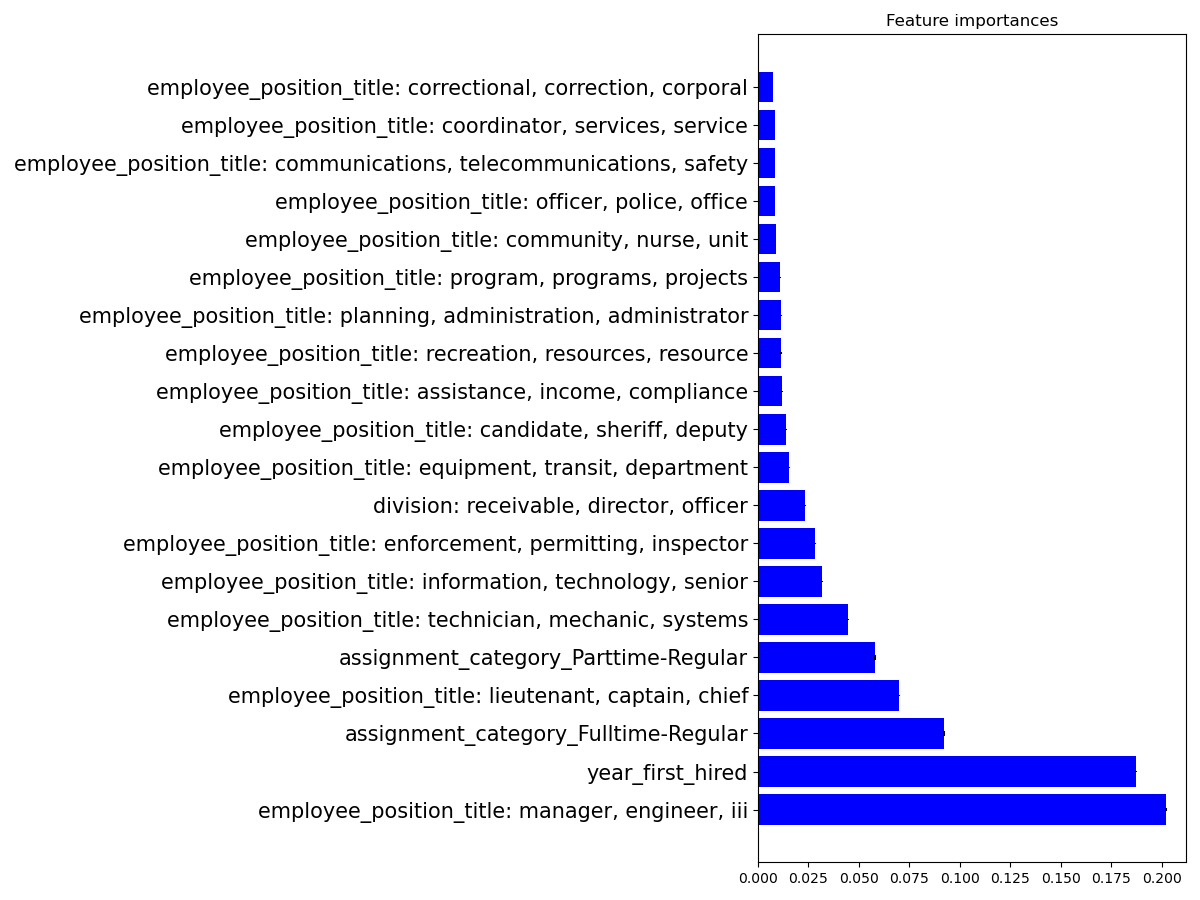 Feature importances
employee_position_title: correctional, correction, corporal
employee_position_title: coordinator, services, service
employee_position_title: communications, telecommunications, safety
employee_position_title: officer, police, office
employee_position_title: community, nurse, unit
employee_position_title: program, programs, projects
employee_position_title: planning, administration, administrator
employee_position_title: recreation, resources, resource
employee_position_title: assistance, income, compliance
employee_position_title: candidate, sheriff, deputy
employee_position_title: equipment, transit, department
division: receivable, director, officer
employee_position_title: enforcement, permitting, inspector
employee_position_title: information, technology, senior
employee_position_title: technician, mechanic, systems
assignment_category_Parttime-Regular
employee_position_title: lieutenant, captain, chief
assignment_category_Fulltime-Regular
year_first_hired
employee_position_title: manager, engineer, iii
0.000 0.025 0.050 0.075 0.100 0.125 0.150 0.175 0.200